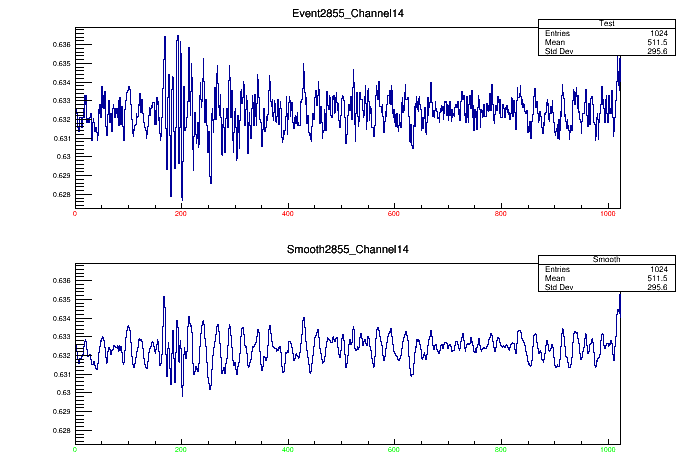 Event2855_Channel14
Test
Entries 1024
Mean 511.5
Std Dev 295.6
0.636
0.635
0.634
0.633
0.632
0.631
0.63
0.629
0.628
0 200 400 600 800 1000
Smooth2855_Channel14
Smooth
Entries 1024
Mean 511.5
Std Dev 295.6
0.636
0.635
0.634
0.633
0.632
0.631
0.63
0.629
0.628
0 200 400 600 800 1000